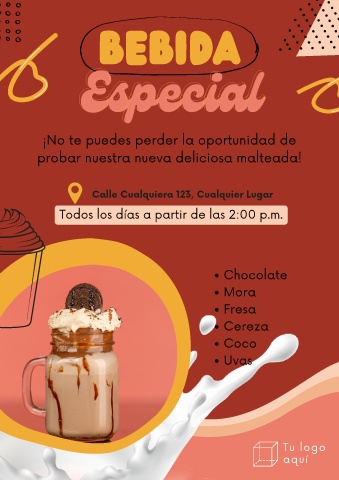 BEBIDA
Especial
¡No te puedes perder la oportunidad de
probar nuestra nueva deliciosa malteada!
Calle Cualquiera 123, Cualquier Lugar
Todos los días a partir de las 2:00 p.m.
• Chocolate
• Mora
• Fresa
• Cereza
• Coco
• Uvas
Tu logo
aquí